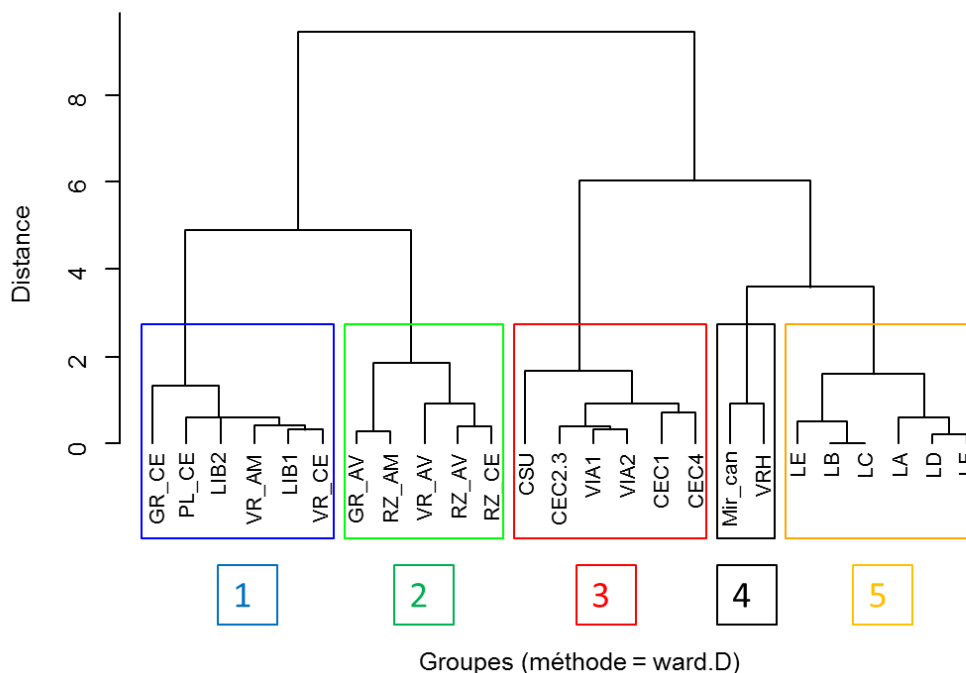 Distance
8
6
4
2
0
GR_CE
PL_CE
LIB2
VR_AM
LIB1
VR_CE
GR_AV
RZ_AM
VR_AV
RZ_AV
RZ_CE
CSU
CEC2.3
VIA1
VIA2
CEC1
CEC4
Mir_can
VRH
LE
LB
LC
LA
LD
1
2
3
4
5
Groupes (méthode = ward.D)